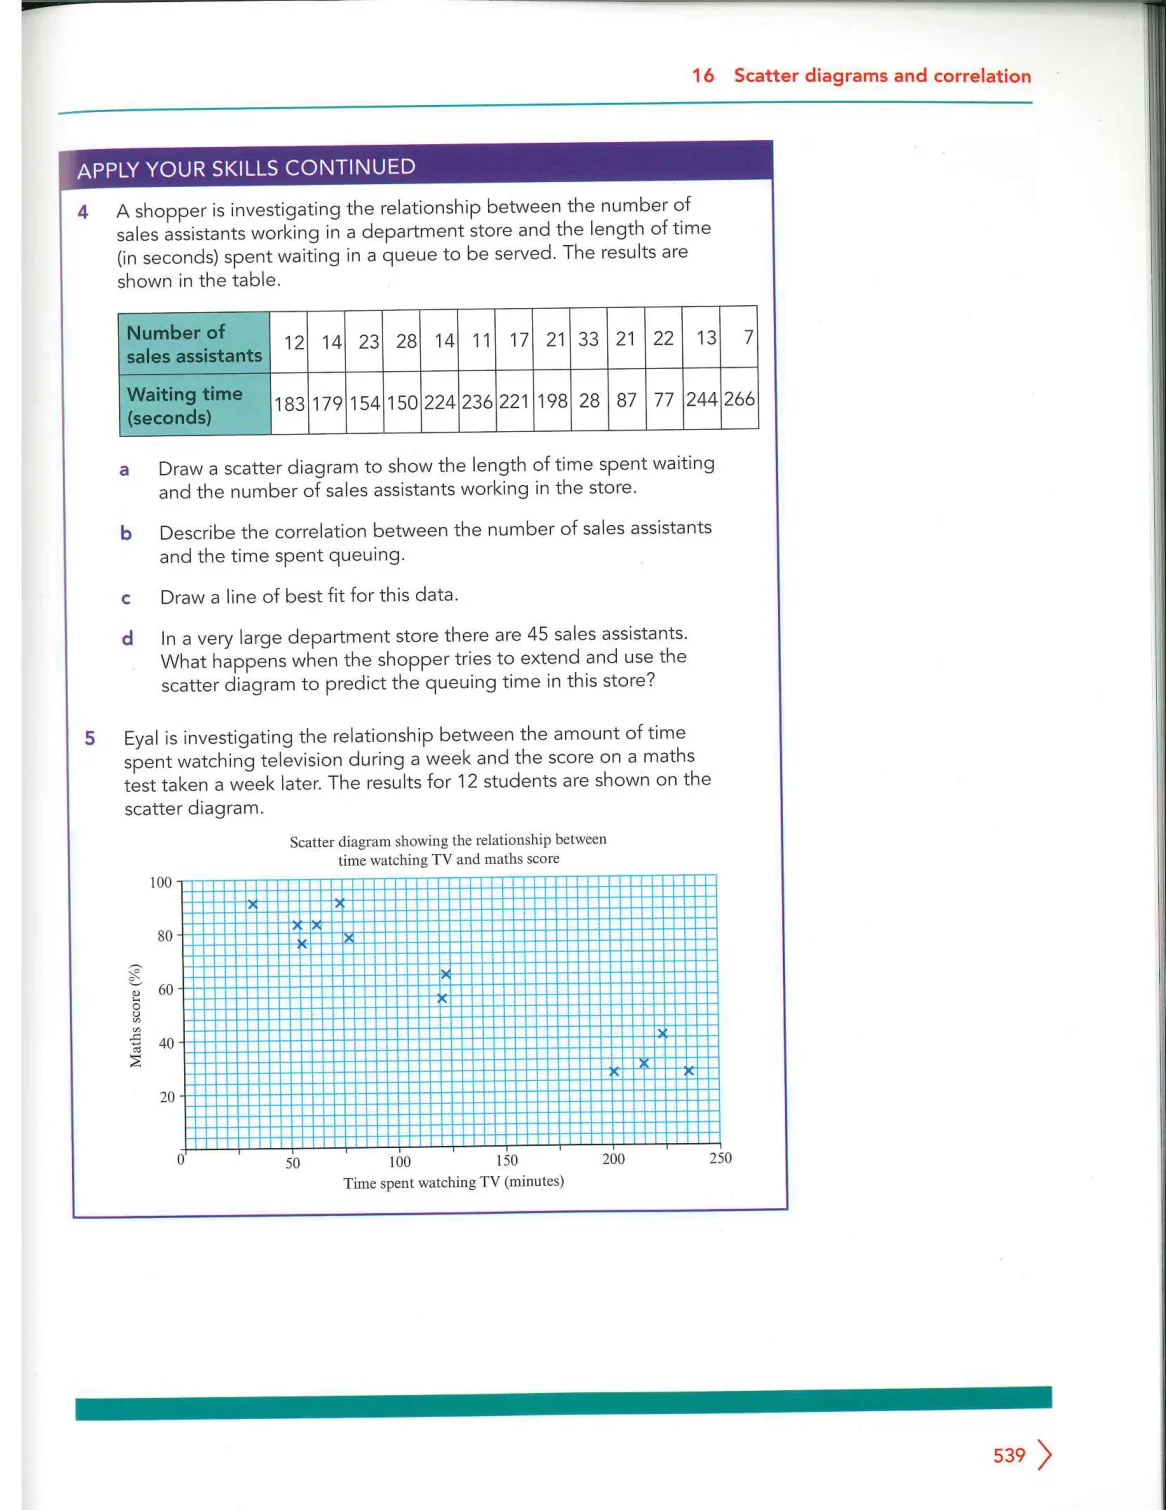 16 Scatter diagrams and correlation
APPLY YOUR SKILLS CONTINUED
4 A shopper is investigating the relationship between the number of
sales assistants working in a department store and the length of time
(in seconds) spent waiting in a queue to be served. The results are
shown in the table.
Number of
sales assistants 12 14 23 28 14 11 17 21 33 21 22 13 7
Waiting time
(seconds) 183 179 154 150 224 236 221 198 28 87 77 244 266
a Draw a scatter diagram to show the length of time spent waiting
and the number of sales assistants working in the store.
b Describe the correlation between the number of sales assistants
and the time spent queuing.
c Draw a line of best fit for this data.
d In a very large department store there are 45 sales assistants.
What happens when the shopper tries to extend and use the
scatter diagram to predict the queuing time in this store?
5 Eyal is investigating the relationship between the amount of time
spent watching television during a week and the score on a maths
test taken a week later. The results for 12 students are shown on the
scatter diagram.
Scatter diagram showing the relationship between
time watching TV and maths score
100
80
60
40
20
Maths score (%)
0 50 100 150 200 250
Time spent watching TV (minutes)
539